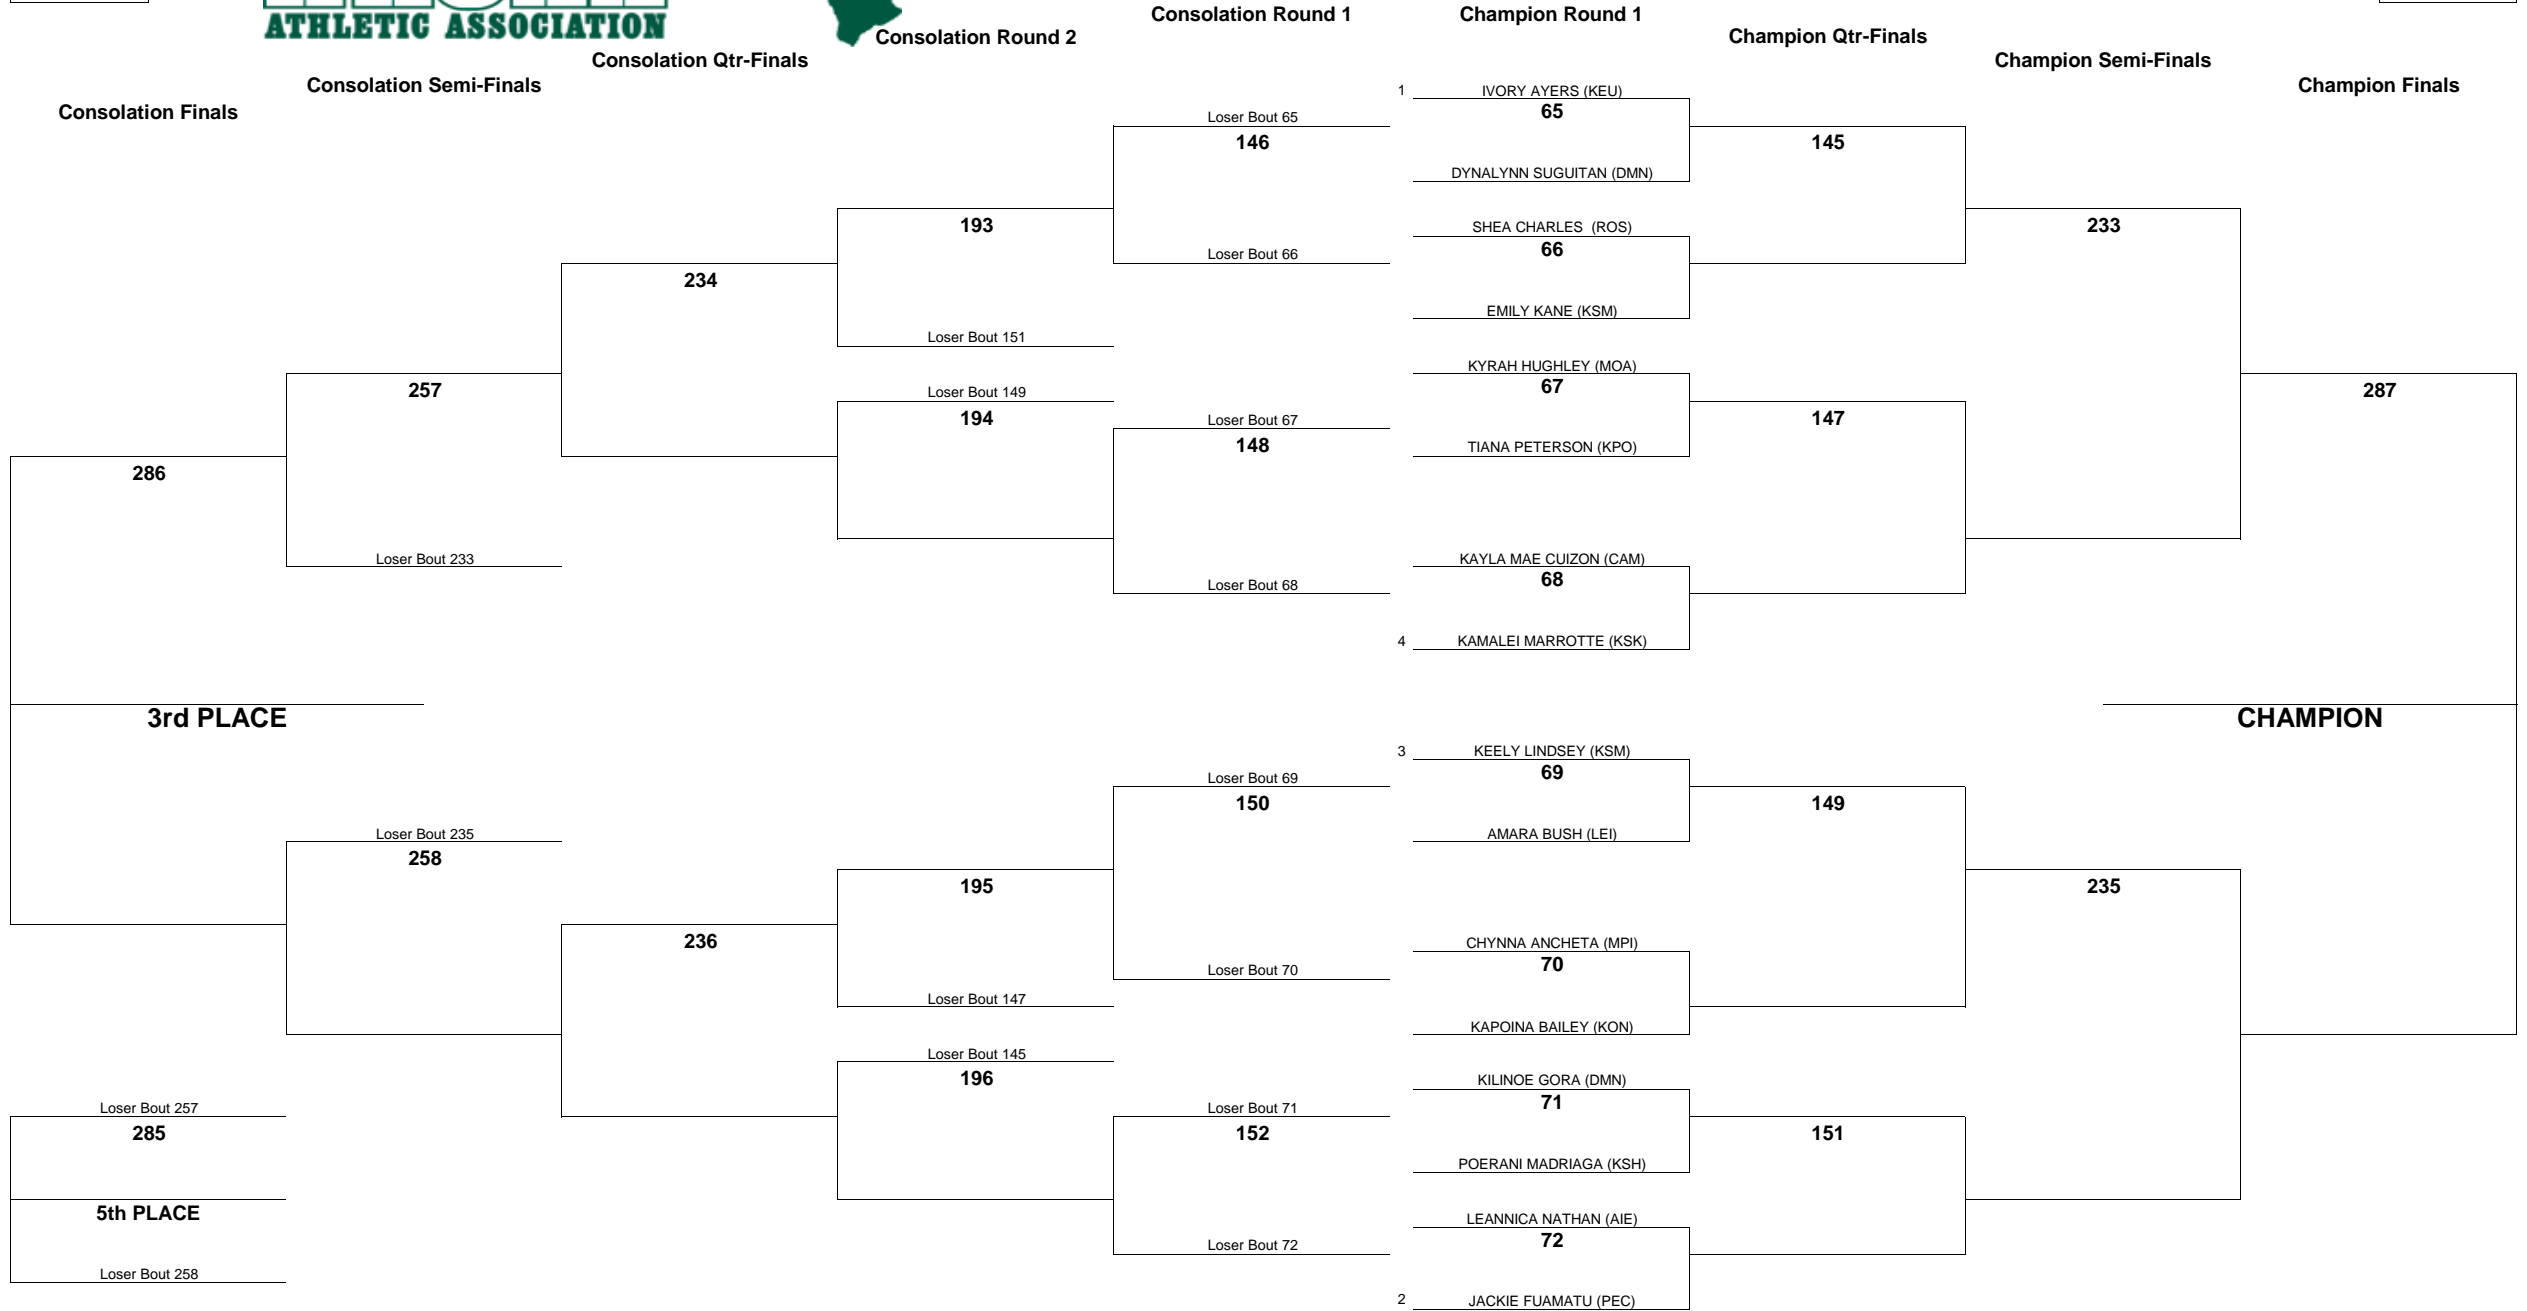 ATHLETIC ASSOCIATION
Consolation Round 1
Champion Round 1
Consolation Round 2
Champion Qtr-Finals
Consolation Qtr-Finals
Champion Semi-Finals
Consolation Semi-Finals
Champion Finals
Consolation Finals
1 IVORY AYERS (KEU)
65
Loser Bout 65
146
145
DYNALYNN SUGUITAN (DMN)
193
SHEA CHARLES (ROS)
233
66
Loser Bout 66
234
EMILY KANE (KSM)
Loser Bout 151
KYRAH HUGHLEY (MOA)
67
257
Loser Bout 149
287
194
Loser Bout 67
147
148
TIANA PETERSON (KPO)
286
Loser Bout 233
KAYLA MAE CUIZON (CAM)
68
Loser Bout 68
4 KAMALEI MARROTTE (KSK)
3rd PLACE
CHAMPION
3 KEELY LINDSEY (KSM)
69
Loser Bout 69
150
149
Loser Bout 235
AMARA BUSH (LEI)
258
195
235
236
CHYNNA ANCHETA (MPI)
70
Loser Bout 70
Loser Bout 147
KAPOINA BAILEY (KON)
Loser Bout 145
196
KILINOE GORA (DMN)
71
Loser Bout 257
Loser Bout 71
285
152
151
POERANI MADRIAGA (KSH)
5th PLACE
LEANNICA NATHAN (AIE)
72
Loser Bout 72
Loser Bout 258
2 JACKIE FUAMATU (PEC)